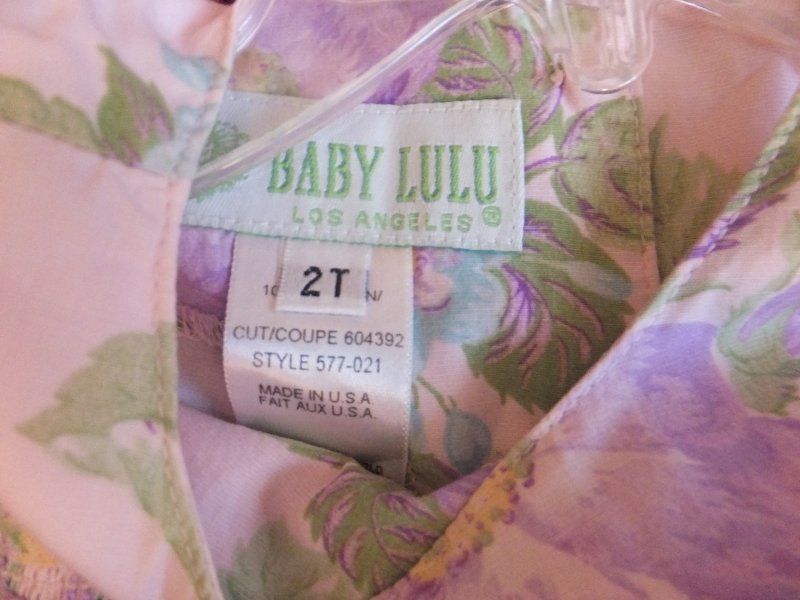 BABY LULU
LOS ANGELES ®
2T
CUT/COUPE 604392
STYLE 577-021
MADE IN U.S.A.
FAIT AUX U.S.A.